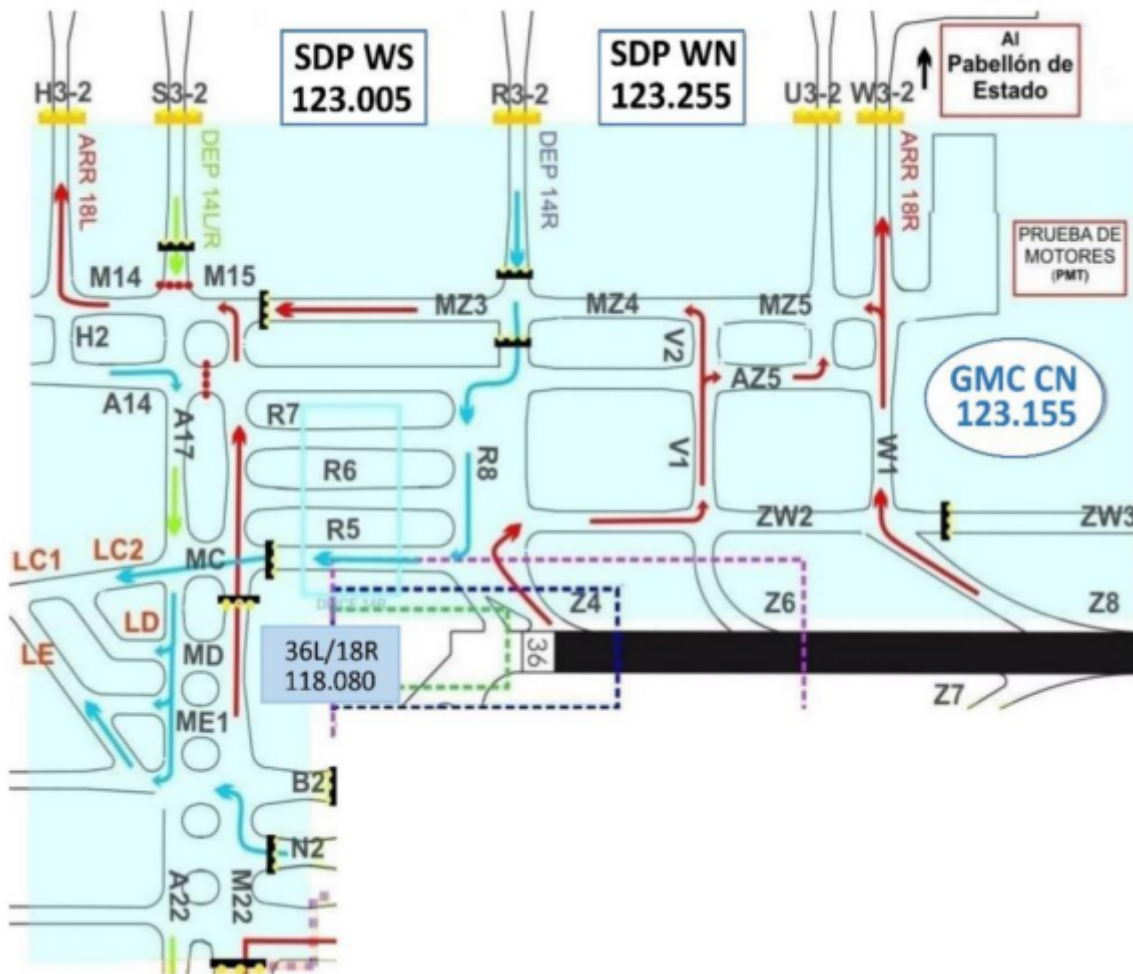 SDP WS
123.005
SDP WN
123.255
Al
Pabellón de
Estado
H3-2
S3-2
R3-2
U3-2
W3-2
ARR 18L
DEP 14L/R
DEP 14R
ARR 18R
PRUEBA DE
MOTORES
(PMT)
M14
M15
MZ3
MZ4
MZ5
H2
V2
AZ5
A14
A17
R7
GMC CN
123.155
R6
R8
V1
W1
R5
ZW2
ZW3
LC1
LC2
MC
Z4
Z6
Z8
LD
LE
MD
36L/18R
118.080
36
Z7
ME1
B2
N2
A22
M22